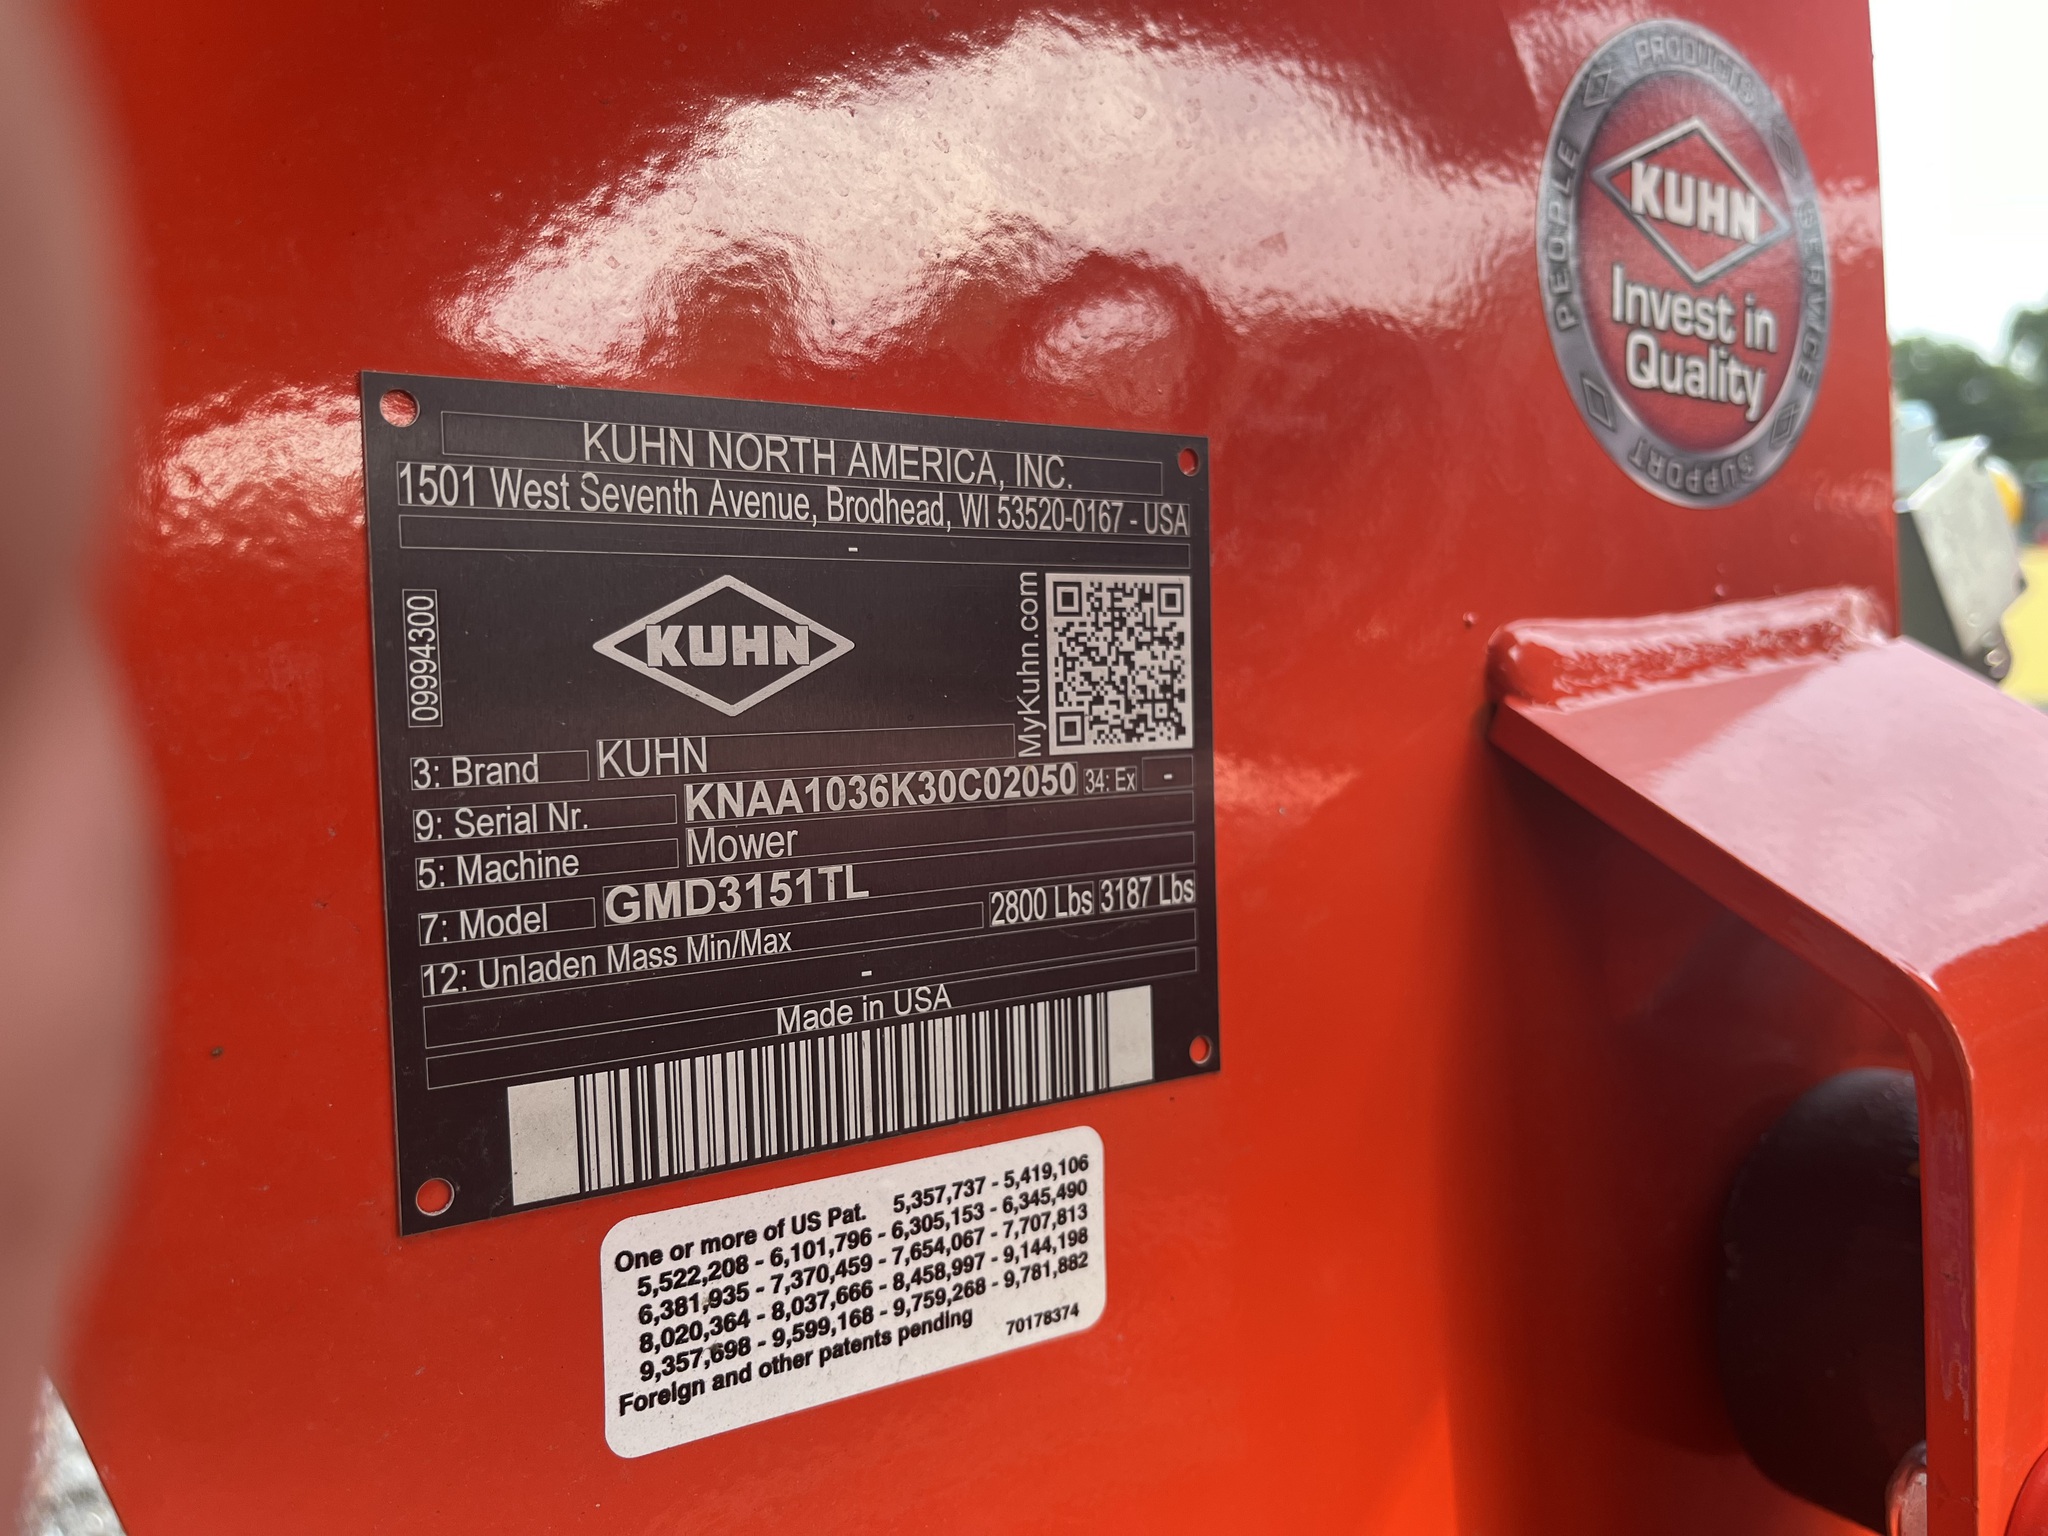 PRODUCTS
PEOPLE
SERVICE
SUPPORT
KUHN
Invest in
Quality
KUHN NORTH AMERICA, INC.
1501 West Seventh Avenue, Brodhead, WI 53520-0167 - USA
-
09994300
KUHN
MyKuhn.com
3: Brand KUHN
9: Serial Nr. KNAA1036K30C02050 34: Ex -
5: Machine Mower
7: Model GMD3151TL
12: Unladen Mass Min/Max 2800 Lbs 3187 Lbs
-
Made in USA
One or more of US Pat. 5,357,737 - 5,419,106
5,522,208 - 6,101,796 - 6,305,153 - 6,345,490
6,381,935 - 7,370,459 - 7,654,067 - 7,707,813
8,020,364 - 8,037,666 - 8,458,997 - 9,144,198
9,357,698 - 9,599,168 - 9,759,268 - 9,781,882
Foreign and other patents pending 70178374